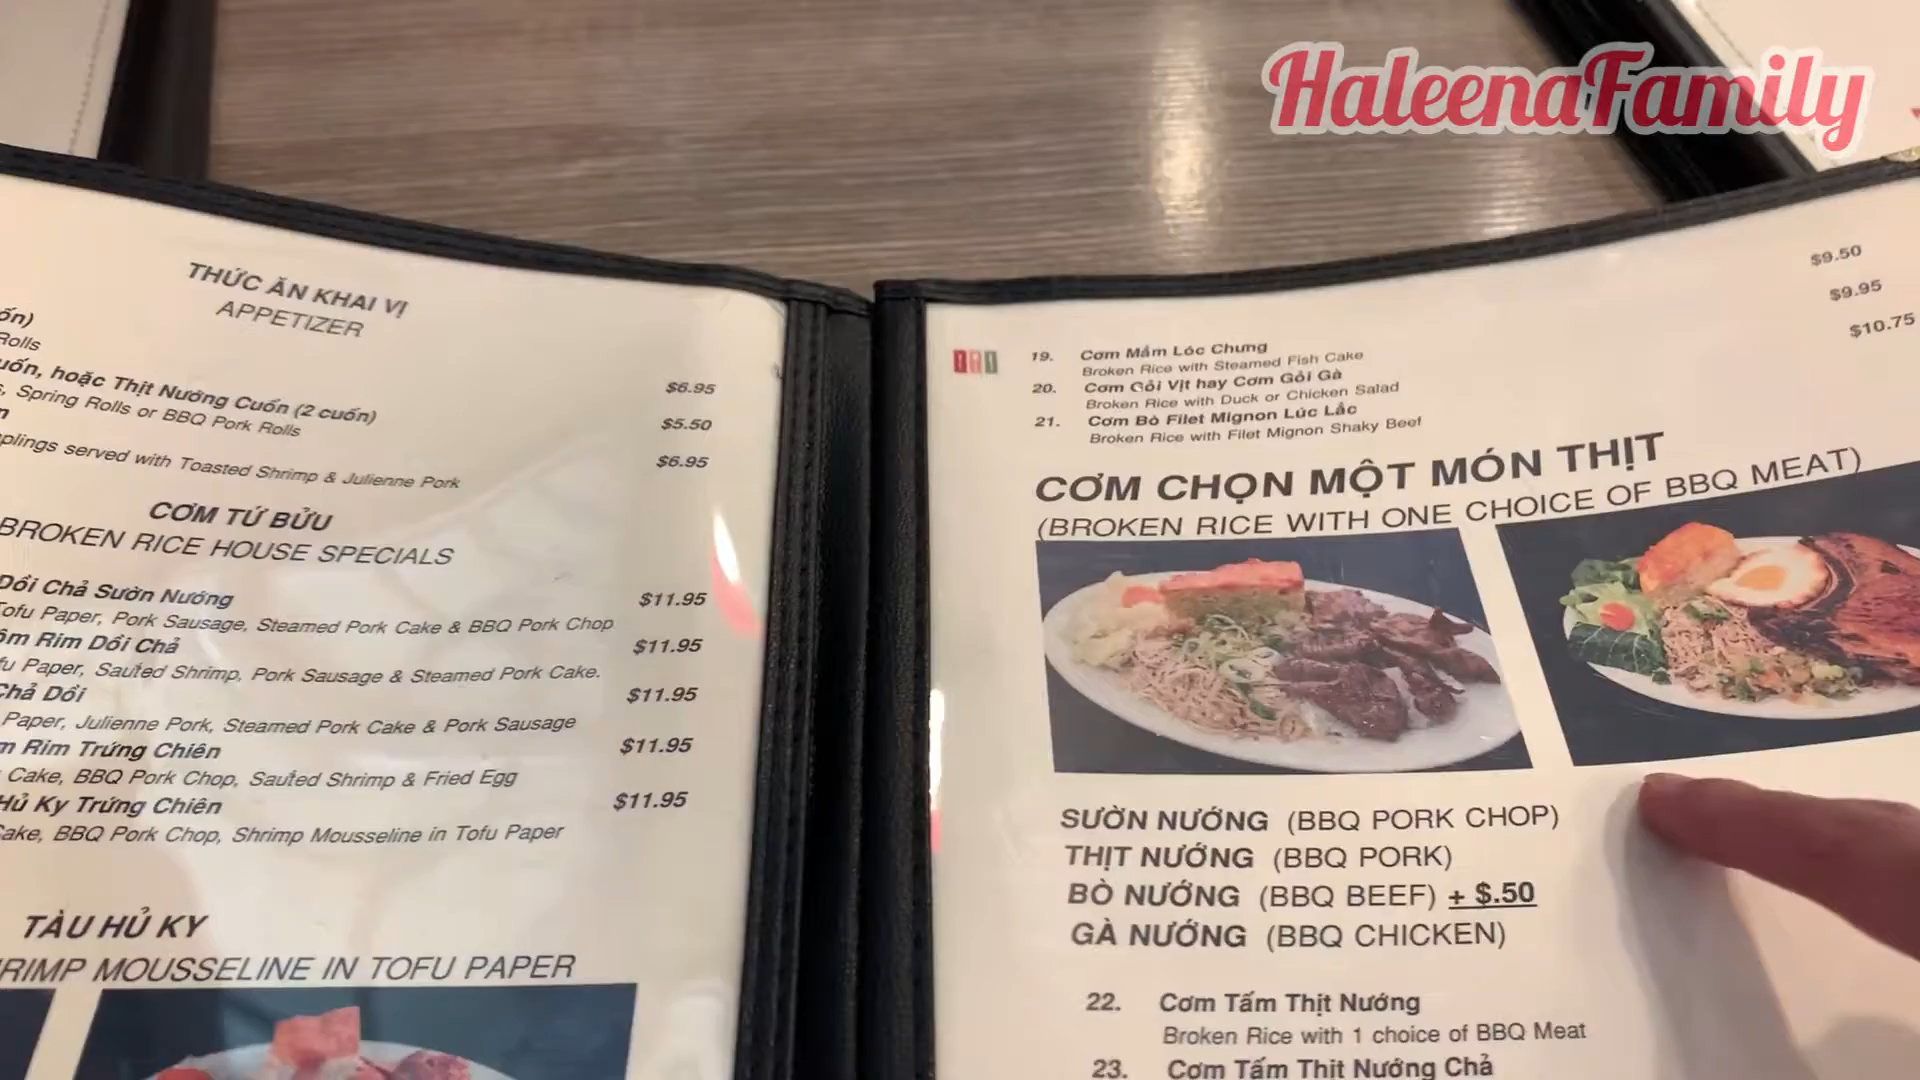 HaleenaFamily
THỨC ĂN KHAI VỊ
APPETIZER
Rolls
hoặc Thịt Nướng Cuốn (2 cuốn)
$6.95
Spring Rolls or BBQ Pork Rolls
$5.50
served with Toasted Shrimp & Julienne Pork
$6.95
CƠM TỨ BỬU
BROKEN RICE HOUSE SPECIALS
Dồi Chả Sườn Nướng
$11.95
Tofu Paper, Pork Sausage, Steamed Pork Cake & BBQ Pork Chop
Rim Dồi Chả
$11.95
Paper, Sauted Shrimp, Pork Sausage & Steamed Pork Cake.
Chả Dồi
$11.95
Paper, Julienne Pork, Steamed Pork Cake & Pork Sausage
Rim Trứng Chiên
$11.95
Cake, BBQ Pork Chop, Sauted Shrimp & Fried Egg
Hủ Ky Trứng Chiên
$11.95
BBQ Pork Chop, Shrimp Mousseline in Tofu Paper
TÀU HỦ KY
MOUSSELINE IN TOFU PAPER
$9.50
$9.95
$10.75
19. Cơm Mắm Lóc Chưng
Broken Rice with Steamed Fish Cake
20. Cơm Gỏi Vịt hay Cơm Gỏi Gà
Broken Rice with Duck or Chicken Salad
21. Cơm Bò Filet Mignon Lúc Lắc
Broken Rice with Filet Mignon Shaky Beef
CƠM CHỌN MỘT MÓN THỊT
(BROKEN RICE WITH ONE CHOICE OF BBQ MEAT)
SƯỜN NƯỚNG (BBQ PORK CHOP)
THỊT NƯỚNG (BBQ PORK)
BÒ NƯỚNG (BBQ BEEF) + $.50
GÀ NƯỚNG (BBQ CHICKEN)
22. Cơm Tấm Thịt Nướng
Broken Rice with 1 choice of BBQ Meat
23. Cơm Tấm Thịt Nướng Chả